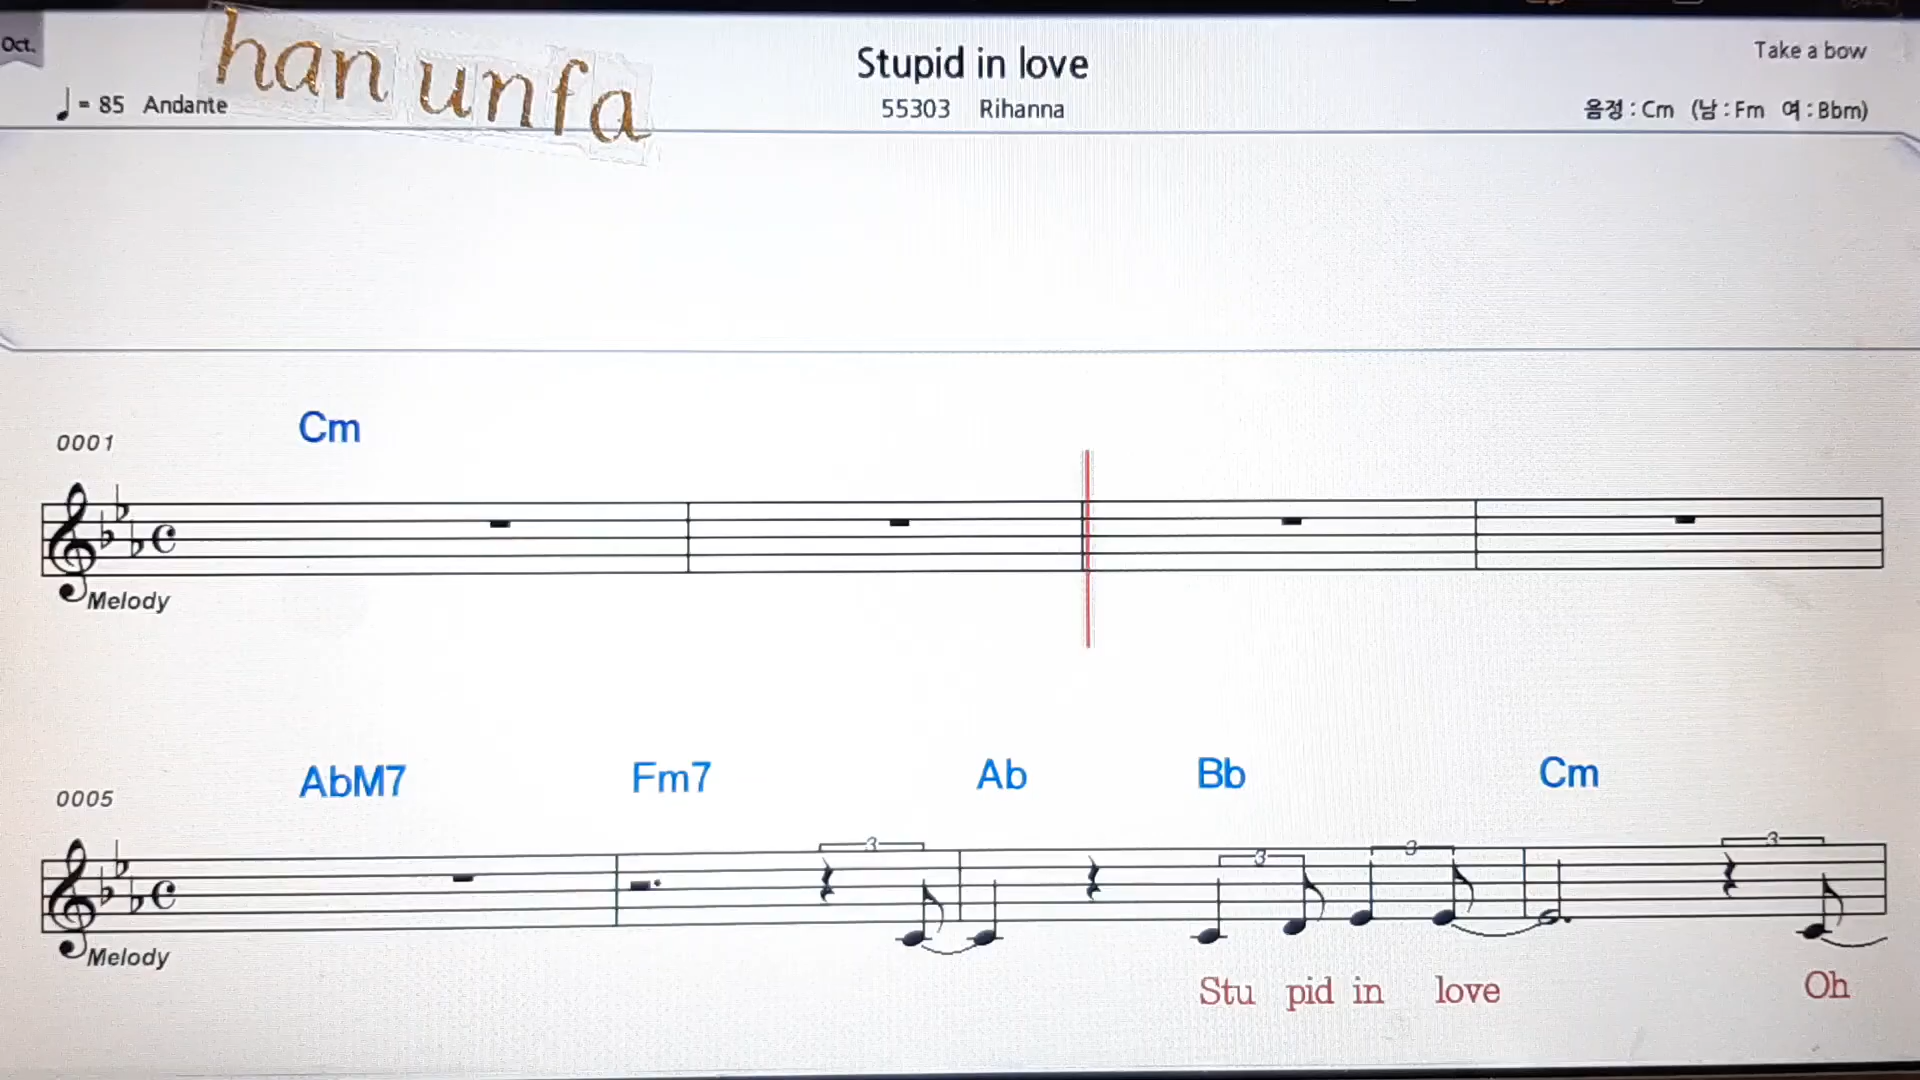 Oct.
han unfa
Stupid in love
Take a bow
= 85 Andante
55303 Rihanna
음정 : Cm (남 : Fm 여 : Bbm)
Cm
0001
Melody
AbM7 Fm7 Ab Bb Cm
0005
3 3 3 3
Melody
Stu pid in love Oh